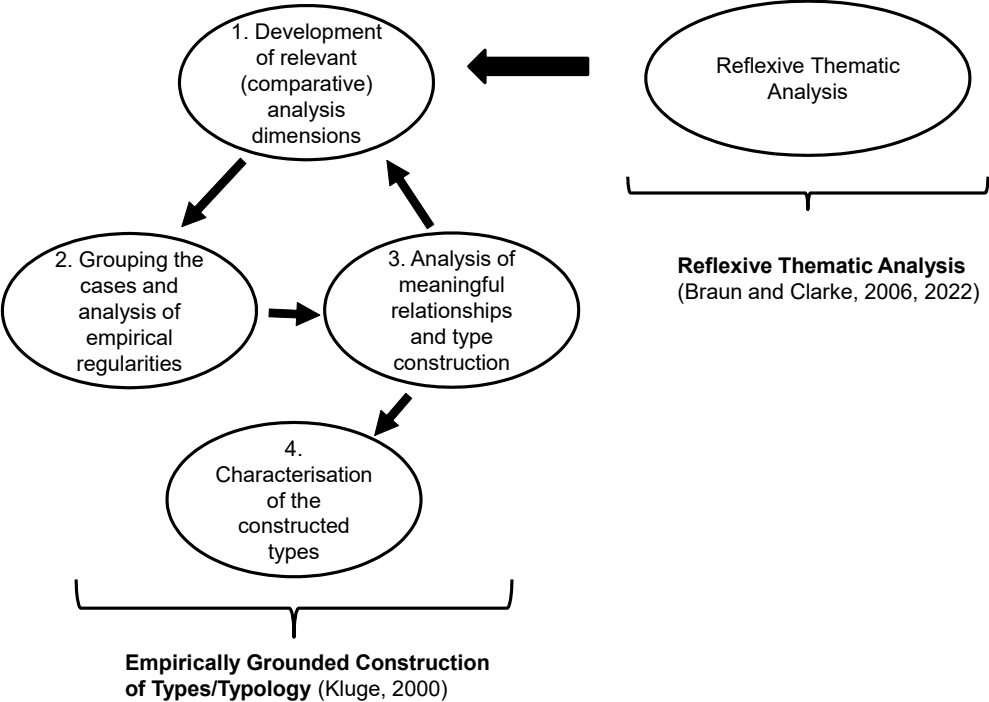 1. Development
of relevant
(comparative)
analysis
dimensions
Reflexive Thematic
Analysis
2. Grouping the
cases and
analysis of
empirical
regularities
3. Analysis of
meaningful
relationships
and type
construction
Reflexive Thematic Analysis
(Braun and Clarke, 2006, 2022)
4.
Characterisation
of the
constructed
types
Empirically Grounded Construction
of Types/Typology (Kluge, 2000)